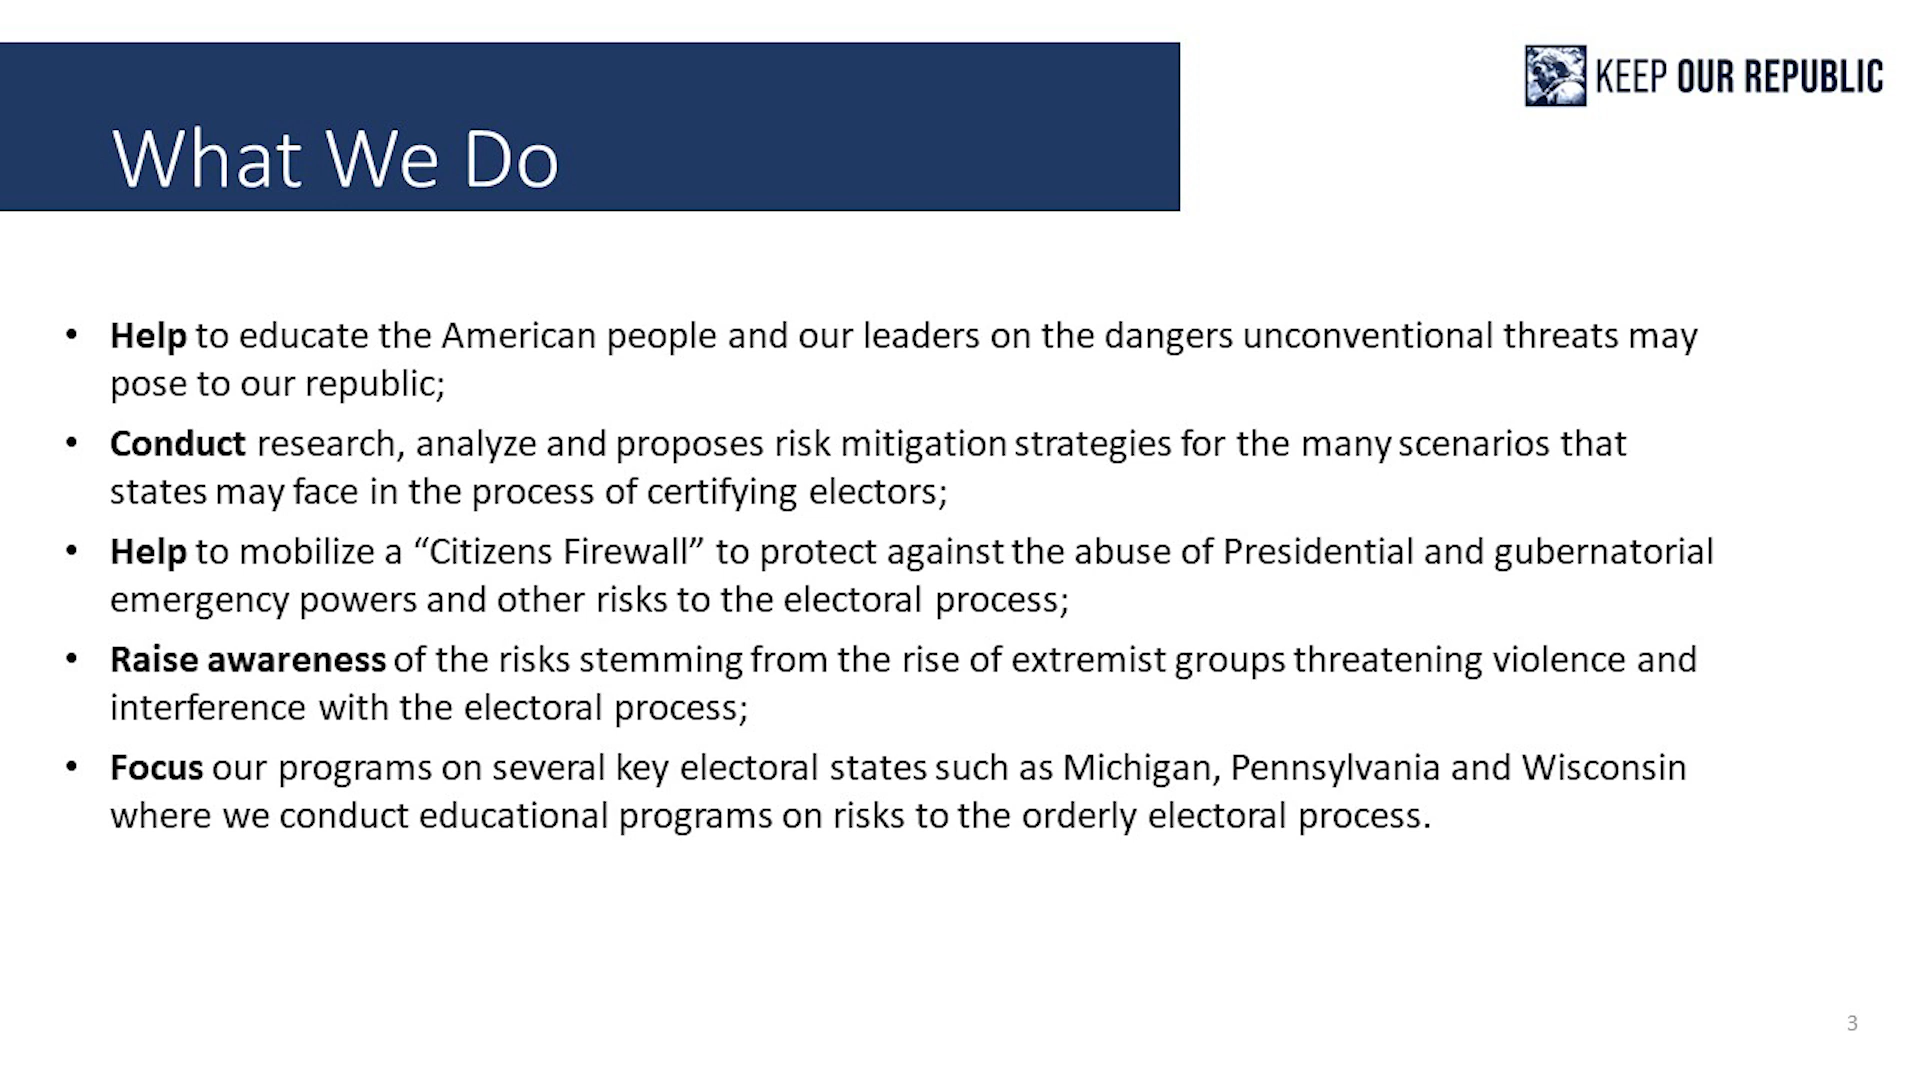 KEEP OUR REPUBLIC
What We Do
• Help to educate the American people and our leaders on the dangers unconventional threats may
pose to our republic;
• Conduct research, analyze and proposes risk mitigation strategies for the many scenarios that
states may face in the process of certifying electors;
• Help to mobilize a “Citizens Firewall” to protect against the abuse of Presidential and gubernatorial
emergency powers and other risks to the electoral process;
• Raise awareness of the risks stemming from the rise of extremist groups threatening violence and
interference with the electoral process;
• Focus our programs on several key electoral states such as Michigan, Pennsylvania and Wisconsin
where we conduct educational programs on risks to the orderly electoral process.
3